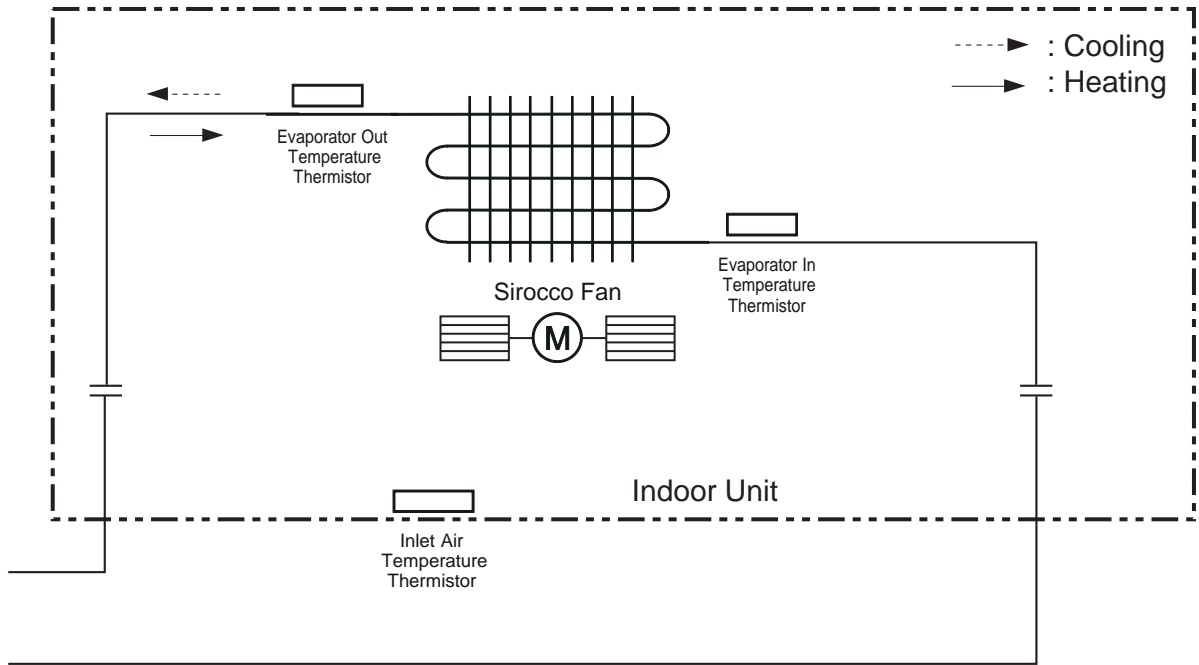 : Cooling
: Heating
Evaporator Out
Temperature
Thermistor
Evaporator In
Temperature
Thermistor
Sirocco Fan
M
Indoor Unit
Inlet Air
Temperature
Thermistor